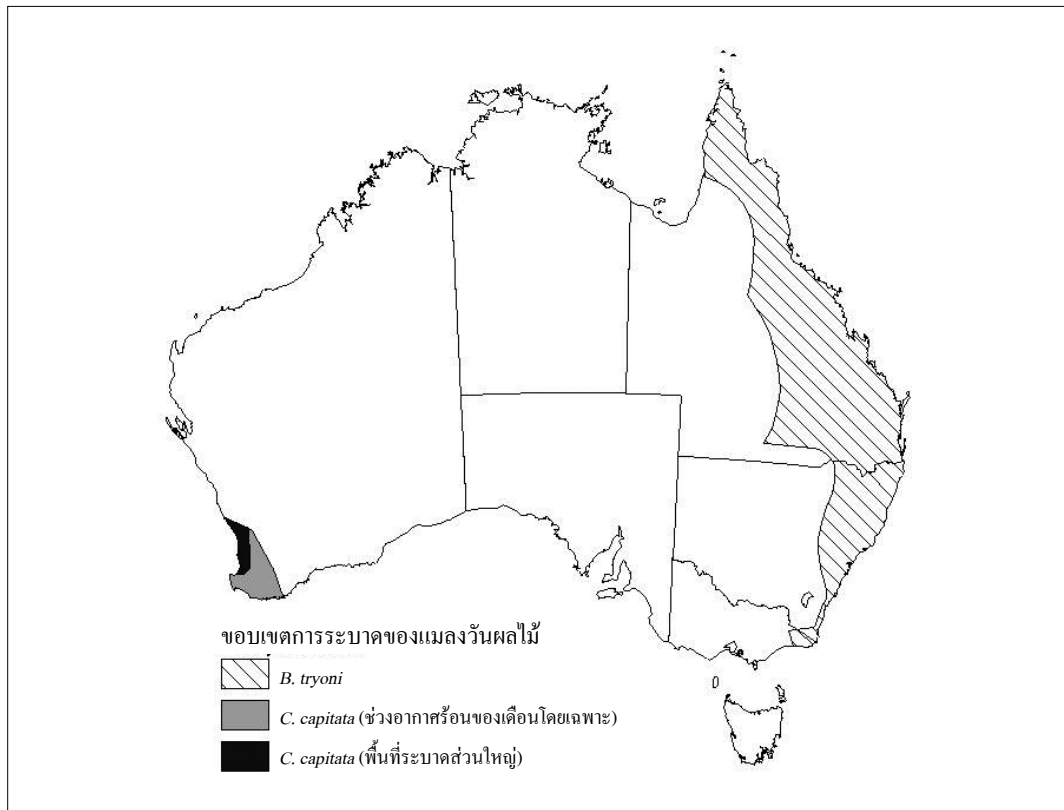 ขอบเขตการระบาดของแมลงวันผลไม้
B. tryoni
C. capitata (ช่วงอากาศร้อนของเดือนโดยเฉพาะ)
C. capitata (พื้นที่ระบาดส่วนใหญ่)